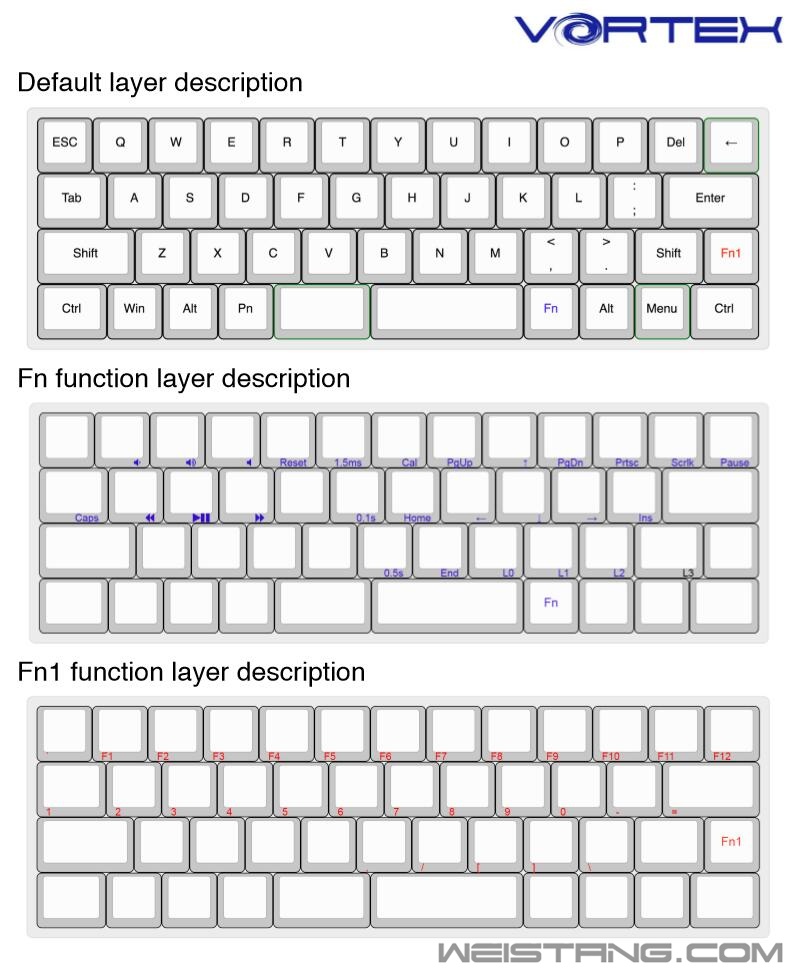 VORTEX
Default layer description
ESC Q W E R T Y U I O P Del ←
Tab A S D F G H J K L : ; Enter
Shift Z X C V B N M < , > . Shift Fn1
Ctrl Win Alt Pn Fn Alt Menu Ctrl
Fn function layer description
Reset 1.5ms Cal PgUp ↑ PgDn Prtsc Scrlk Pause
Caps 0.1s Home ← ↓ → Ins
0.5s End L0 L1 L2 L3
Fn
Fn1 function layer description
F1 F2 F3 F4 F5 F6 F7 F8 F9 F10 F11 F12
1 2 3 4 5 6 7 8 9 0 - =
/ [ ] \ Fn1
WEISTANG.COM